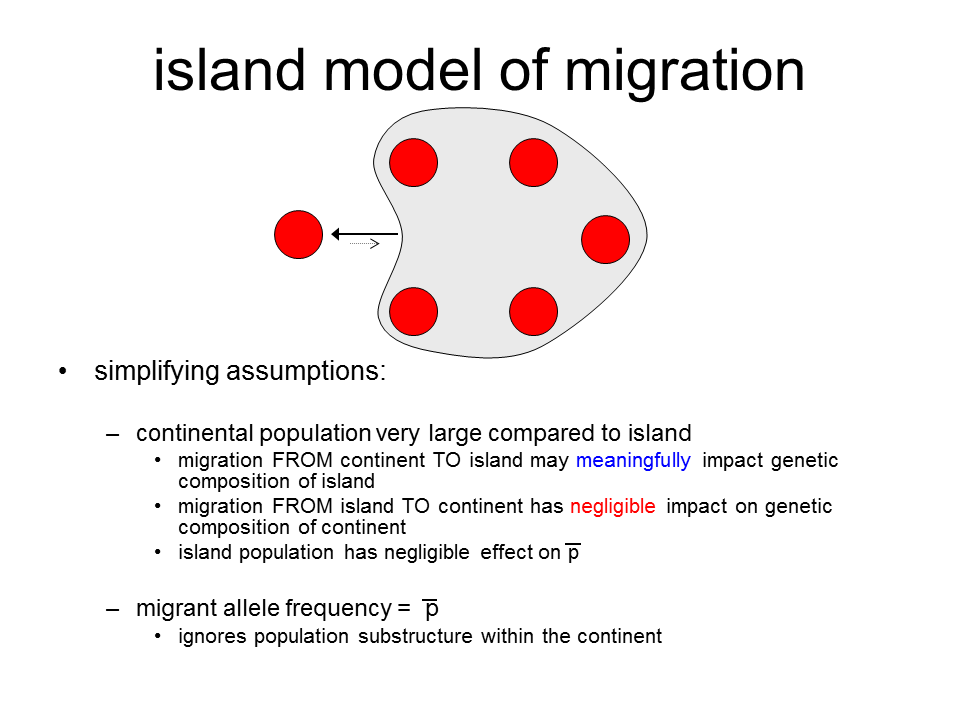 island model of migration
• simplifying assumptions:
– continental population very large compared to island
• migration FROM continent TO island may meaningfully impact genetic
composition of island
• migration FROM island TO continent has negligible impact on genetic
composition of continent
• island population has negligible effect on p̅
– migrant allele frequency = p̅
• ignores population substructure within the continent